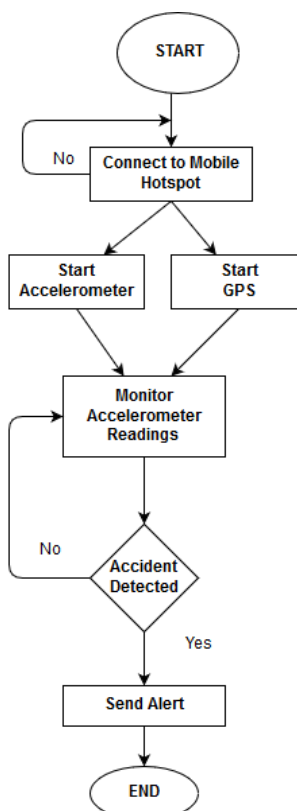 START
No
Connect to Mobile
Hotspot
Start
Accelerometer
Start
GPS
Monitor
Accelerometer
Readings
No
Accident
Detected
Yes
Send Alert
END